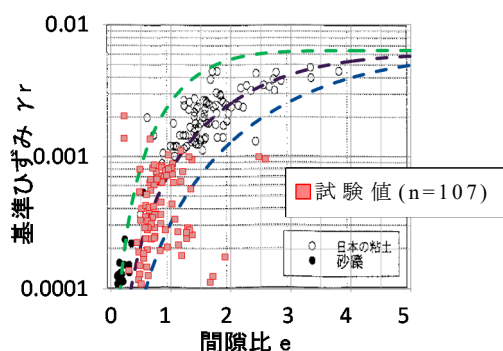 0.01
0.001
0.0001
基準ひずみ γr
試験値(n=107)
日本の粘土
砂礫
0 1 2 3 4 5
間隙比 e